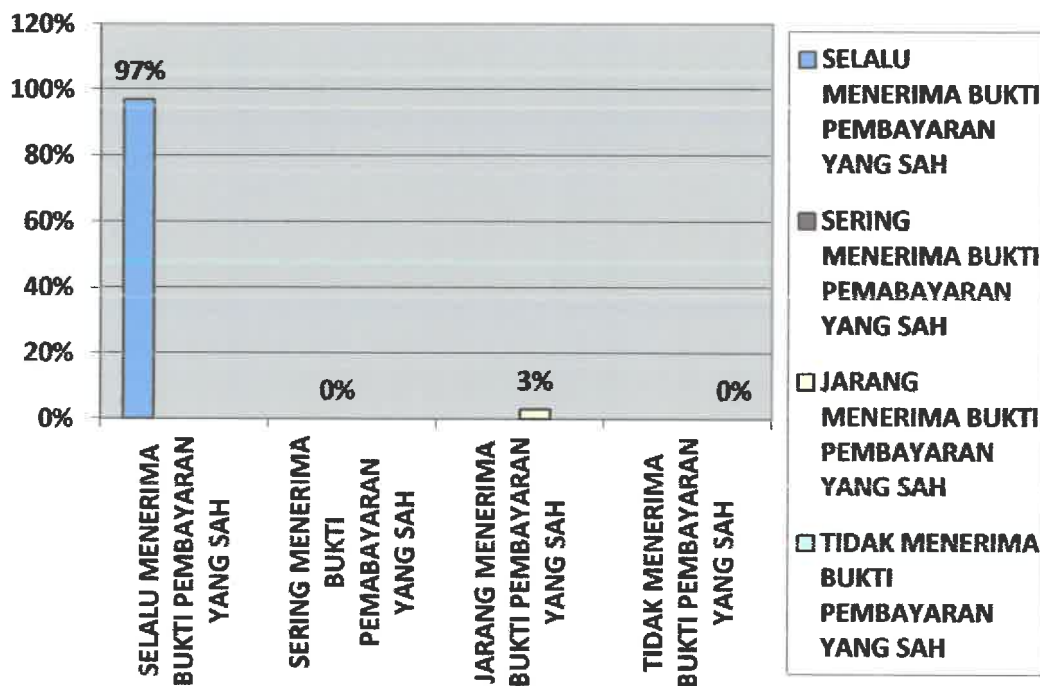 120%
100%
80%
60%
40%
20%
0%
97%
0%
3%
0%
SELALU MENERIMA
BUKTI PEMBAYARAN
YANG SAH
SERING MENERIMA
BUKTI
PEMABAYARAN
YANG SAH
JARANG MENERIMA
BUKTI PEMBAYARAN
YANG SAH
TIDAK MENERIMA
BUKTI PEMBAYARAN
YANG SAH
SELALU
MENERIMA BUKTI
PEMBAYARAN
YANG SAH
SERING
MENERIMA BUKTI
PEMABAYARAN
YANG SAH
JARANG
MENERIMA BUKTI
PEMBAYARAN
YANG SAH
TIDAK MENERIMA
BUKTI
PEMBAYARAN
YANG SAH